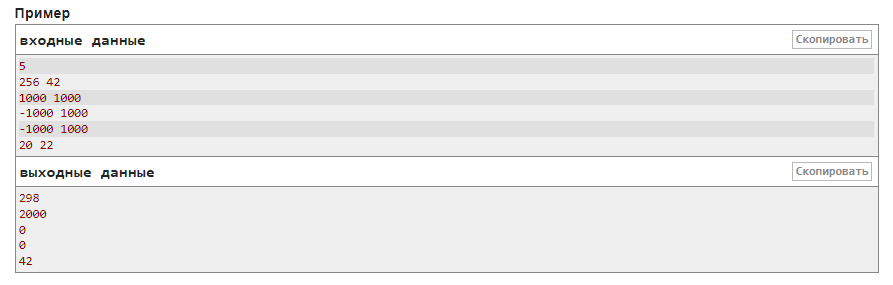 Пример
входные данные
Скопировать
5
256 42
1000 1000
-1000 1000
-1000 1000
20 22
выходные данные
Скопировать
298
2000
0
0
42